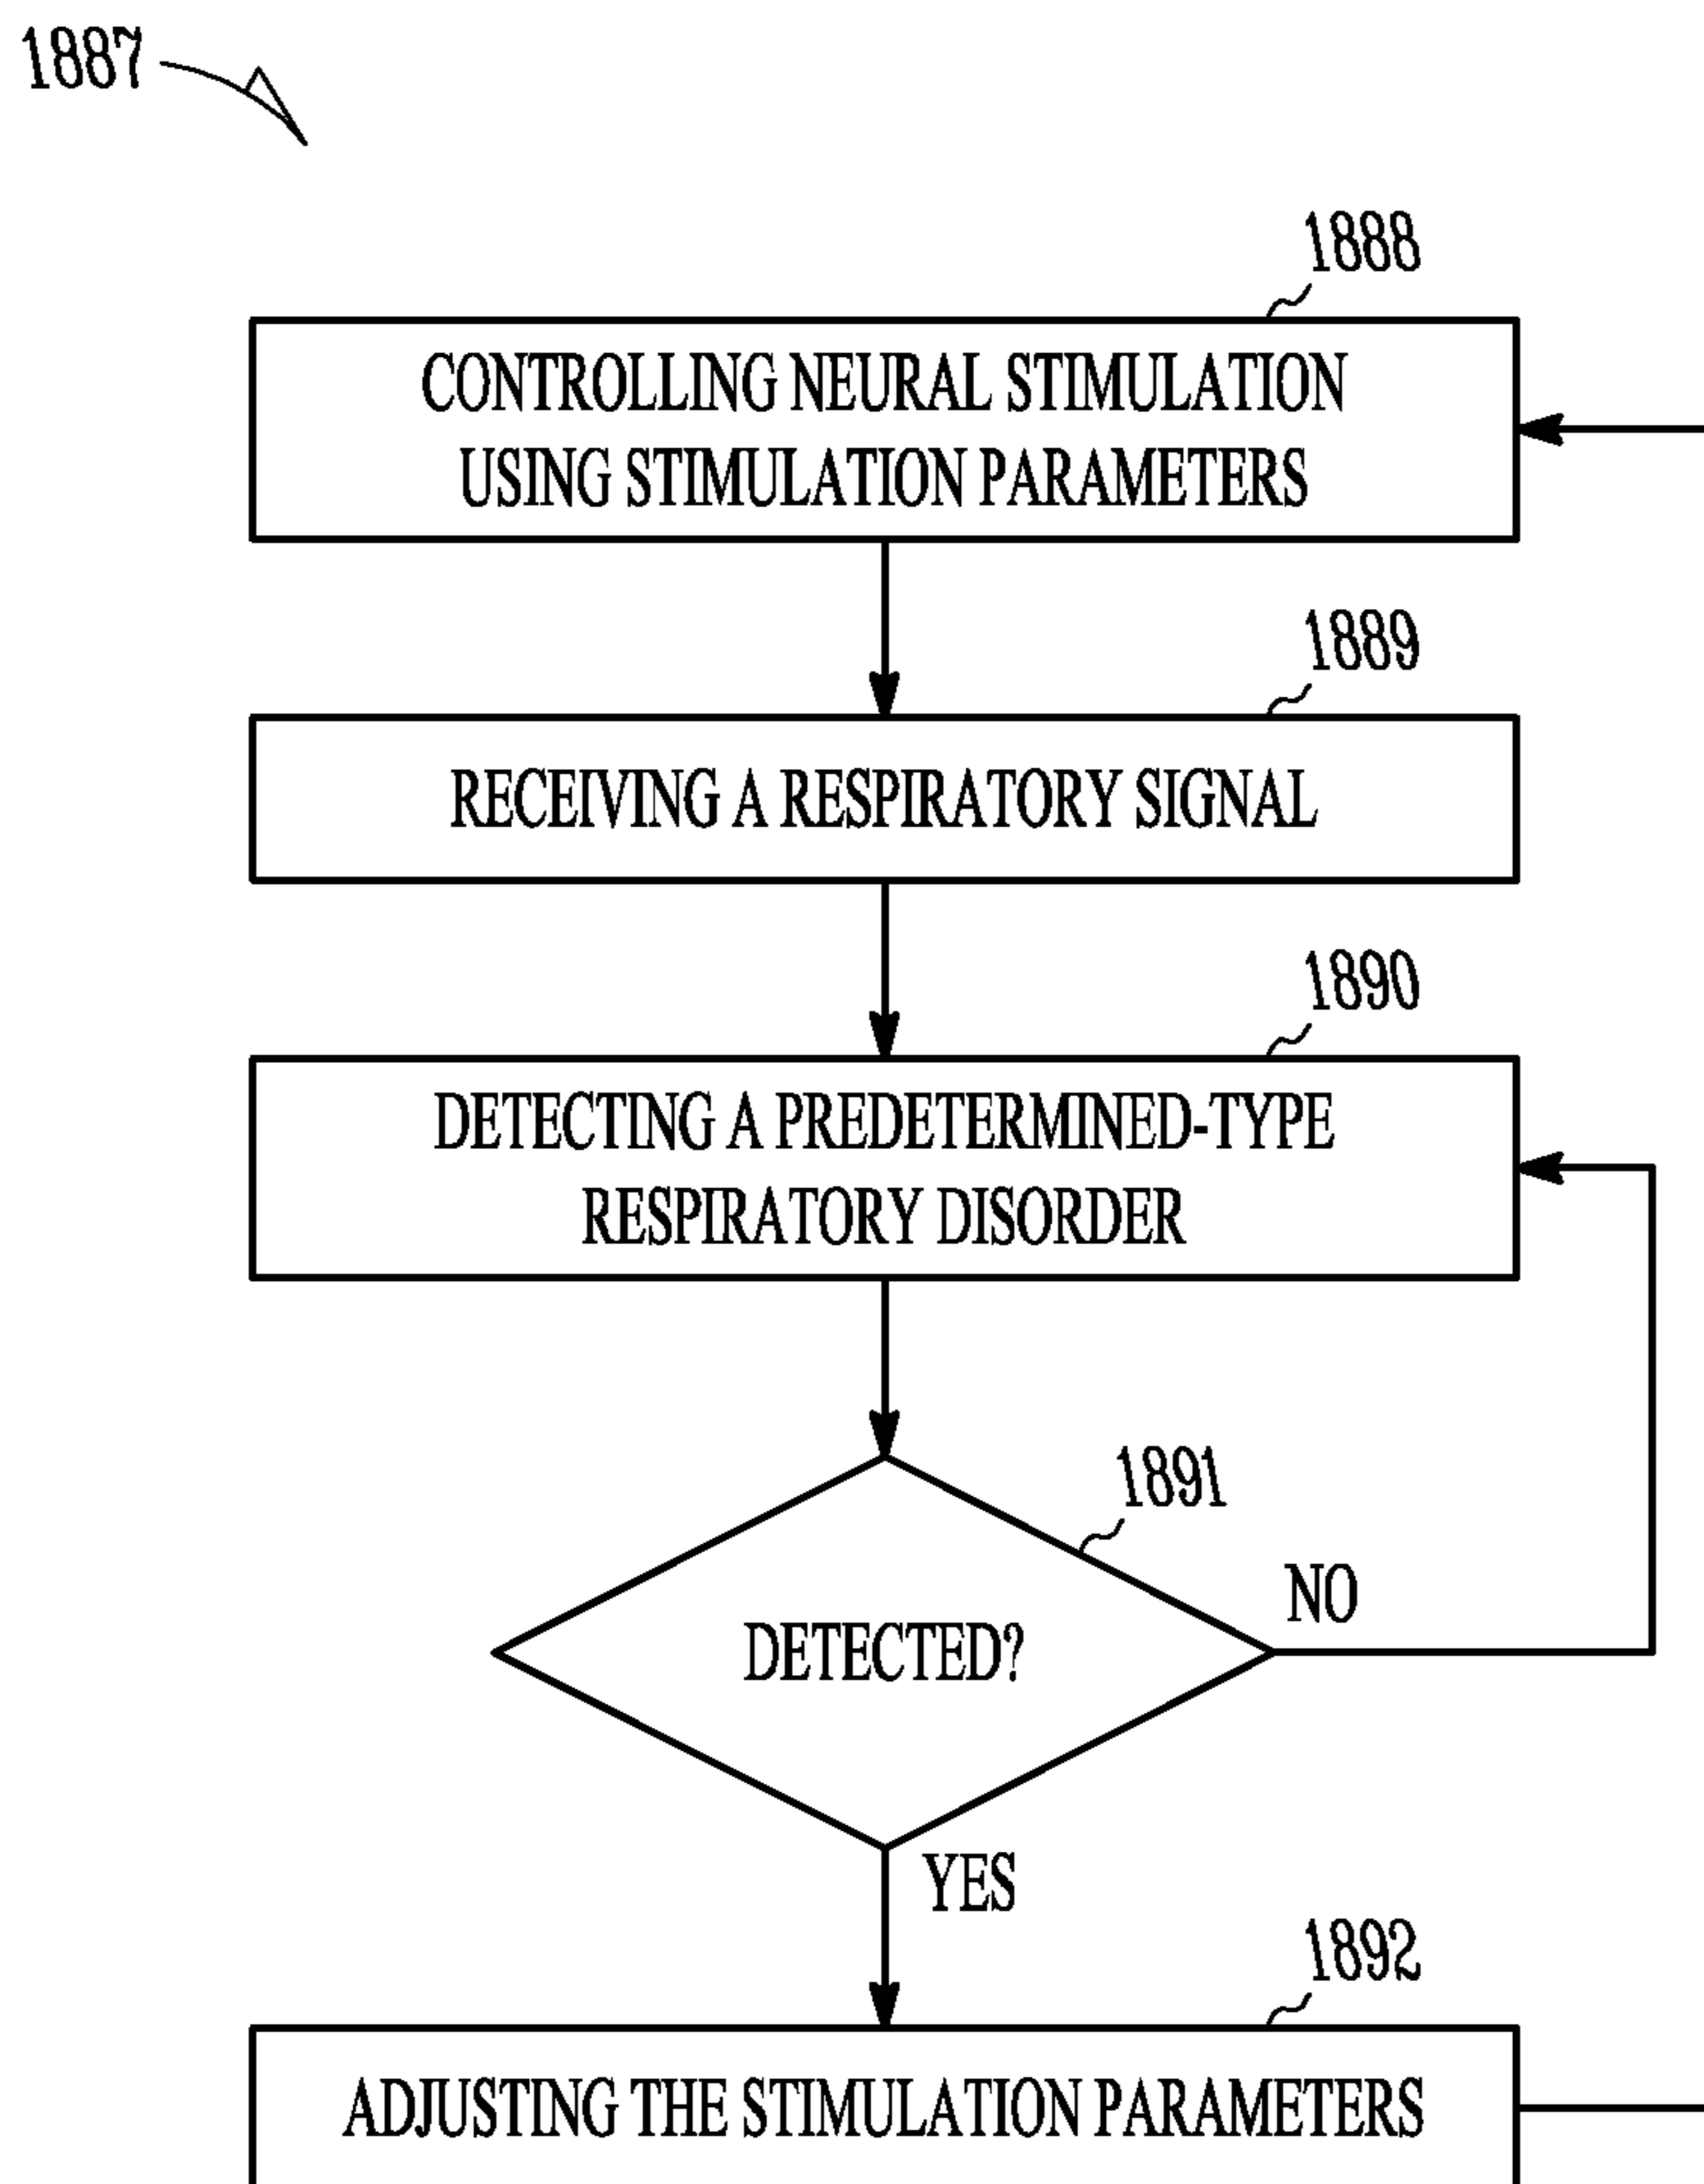 1887
1888
CONTROLLING NEURAL STIMULATION
USING STIMULATION PARAMETERS
1889
RECEIVING A RESPIRATORY SIGNAL
1890
DETECTING A PREDETERMINED-TYPE
RESPIRATORY DISORDER
1891
NO
DETECTED?
YES
1892
ADJUSTING THE STIMULATION PARAMETERS